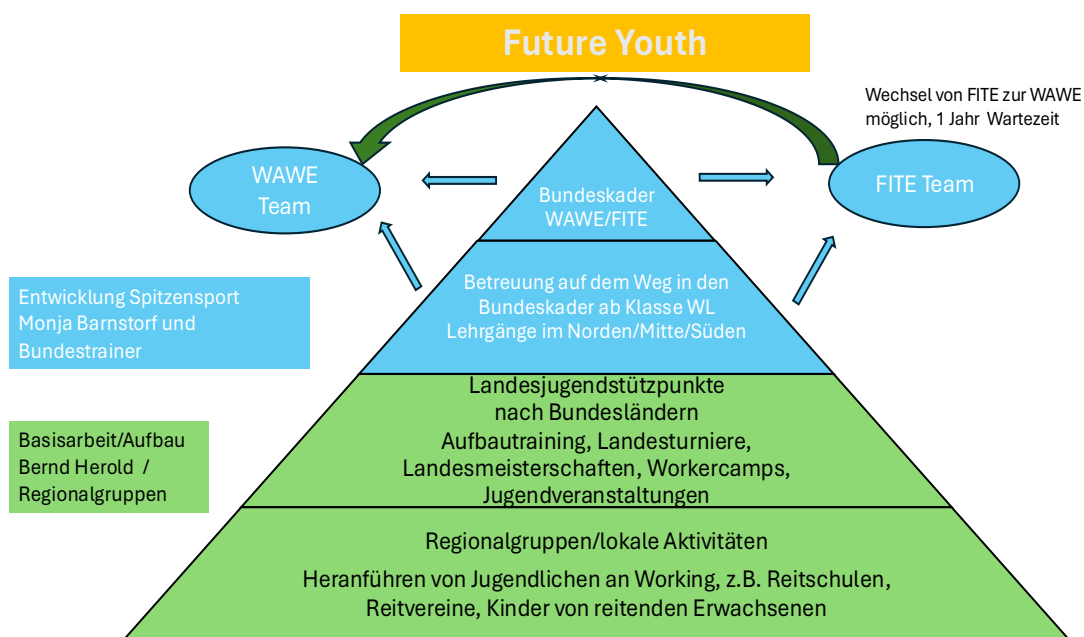 Future Youth
Wechsel von FITE zur WAWE
möglich, 1 Jahr Wartezeit
WAWE
Team
FITE Team
Bundeskader
WAWE/FITE
Entwicklung Spitzensport
Monja Barnstorf und
Bundestrainer
Betreuung auf dem Weg in den
Bundeskader ab Klasse WL
Lehrgänge im Norden/Mitte/Süden
Basisarbeit/Aufbau
Bernd Herold /
Regionalgruppen
Landesjugendstützpunkte
nach Bundesländern
Aufbautraining, Landesturniere,
Landesmeisterschaften, Workercamps,
Jugendveranstaltungen
Regionalgruppen/lokale Aktivitäten
Heranführen von Jugendlichen an Working, z.B. Reitschulen,
Reitvereine, Kinder von reitenden Erwachsenen